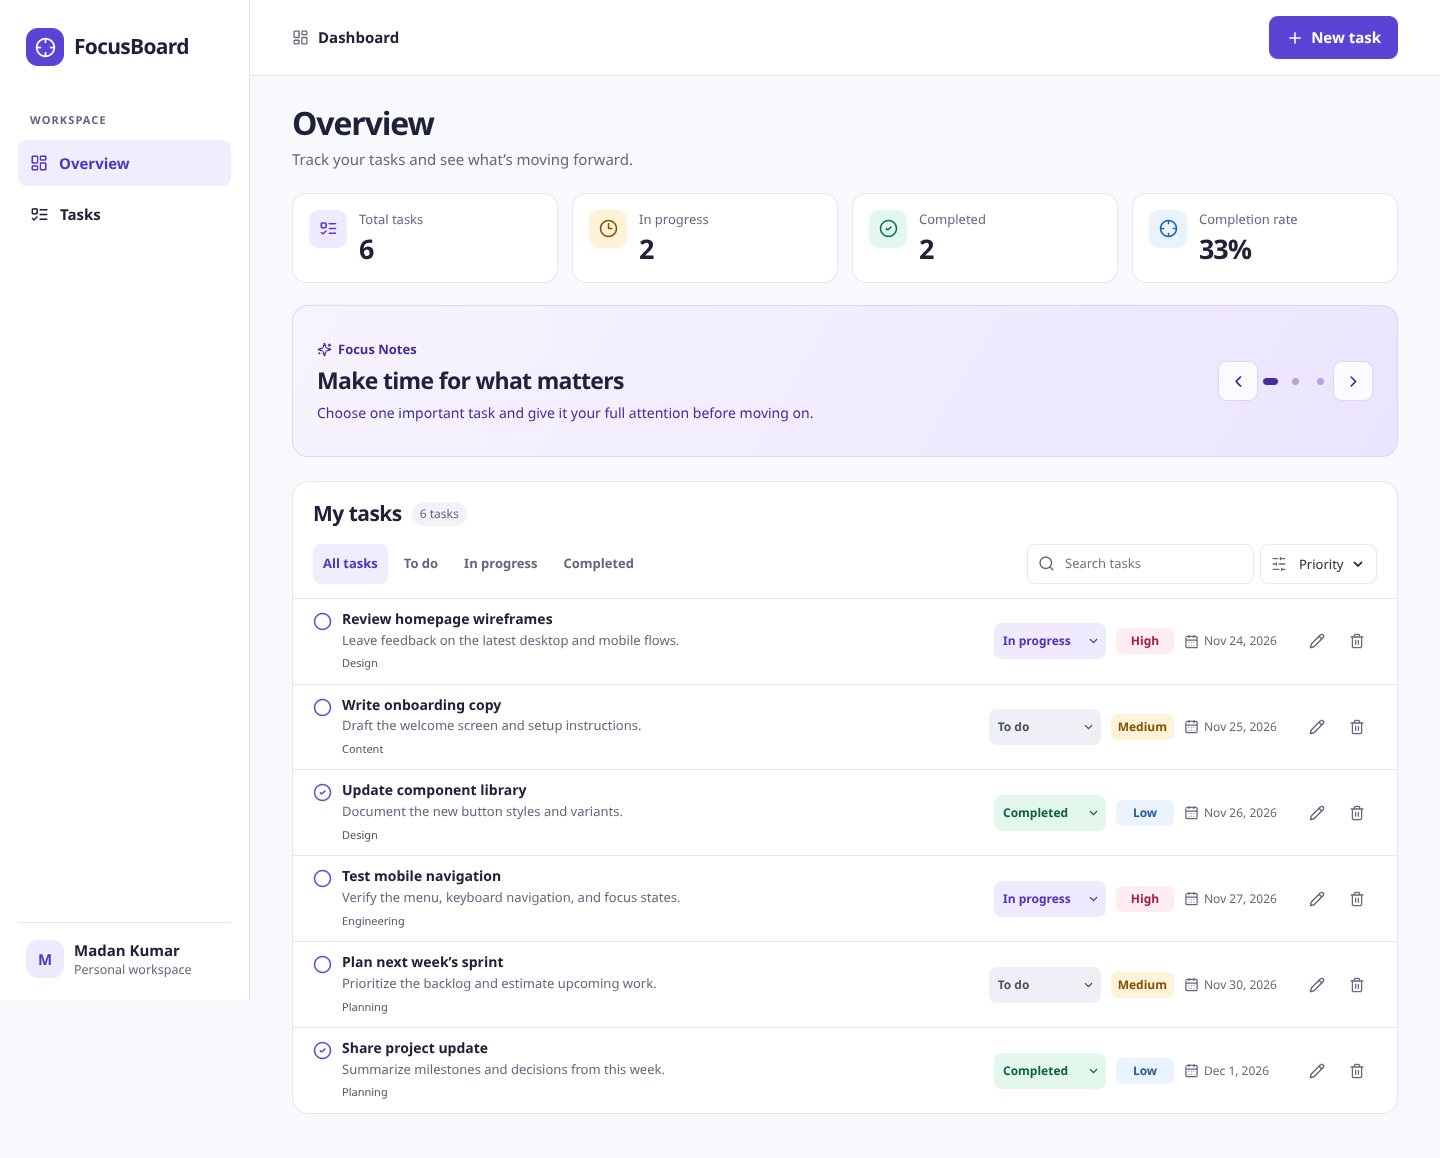 FocusBoard
WORKSPACE
Overview
Tasks
Madan Kumar
M
Personal workspace
Dashboard
New task
Overview
Track your tasks and see what’s moving forward.
Total tasks
6
In progress
2
Completed
2
Completion rate
33%
Focus Notes
Make time for what matters
Choose one important task and give it your full attention before moving on.
My tasks 6 tasks
All tasks To do In progress Completed Search tasks Priority
Review homepage wireframes
Leave feedback on the latest desktop and mobile flows.
Design
In progress High Nov 24, 2026
Write onboarding copy
Draft the welcome screen and setup instructions.
Content
To do Medium Nov 25, 2026
Update component library
Document the new button styles and variants.
Design
Completed Low Nov 26, 2026
Test mobile navigation
Verify the menu, keyboard navigation, and focus states.
Engineering
In progress High Nov 27, 2026
Plan next week’s sprint
Prioritize the backlog and estimate upcoming work.
Planning
To do Medium Nov 30, 2026
Share project update
Summarize milestones and decisions from this week.
Planning
Completed Low Dec 1, 2026